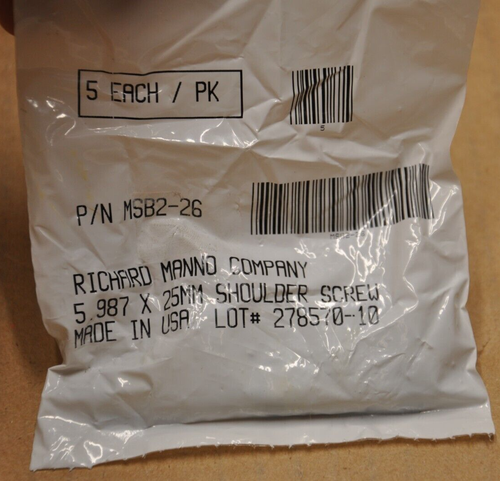 5 EACH / PK
5
P/N MSB2-26
RICHARD MANNO COMPANY
5.987 X 25MM SHOULDER SCREW
MADE IN USA LOT# 278570-10